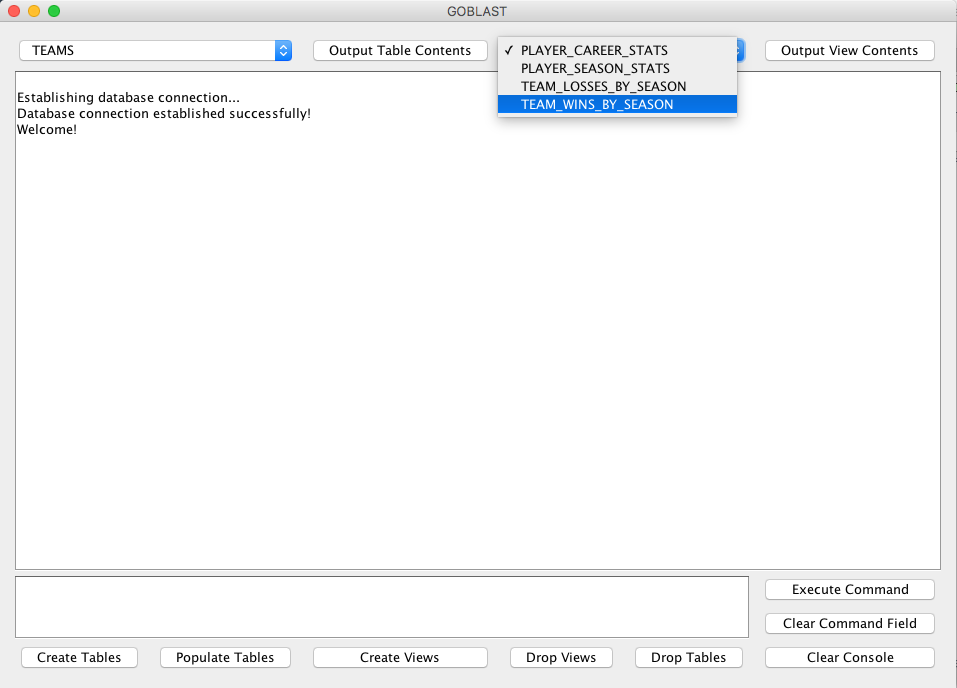 GOBLAST
TEAMS
Output Table Contents
✓ PLAYER_CAREER_STATS
PLAYER_SEASON_STATS
TEAM_LOSSES_BY_SEASON
TEAM_WINS_BY_SEASON
Output View Contents
Establishing database connection...
Database connection established successfully!
Welcome!
Execute Command
Clear Command Field
Create Tables
Populate Tables
Create Views
Drop Views
Drop Tables
Clear Console